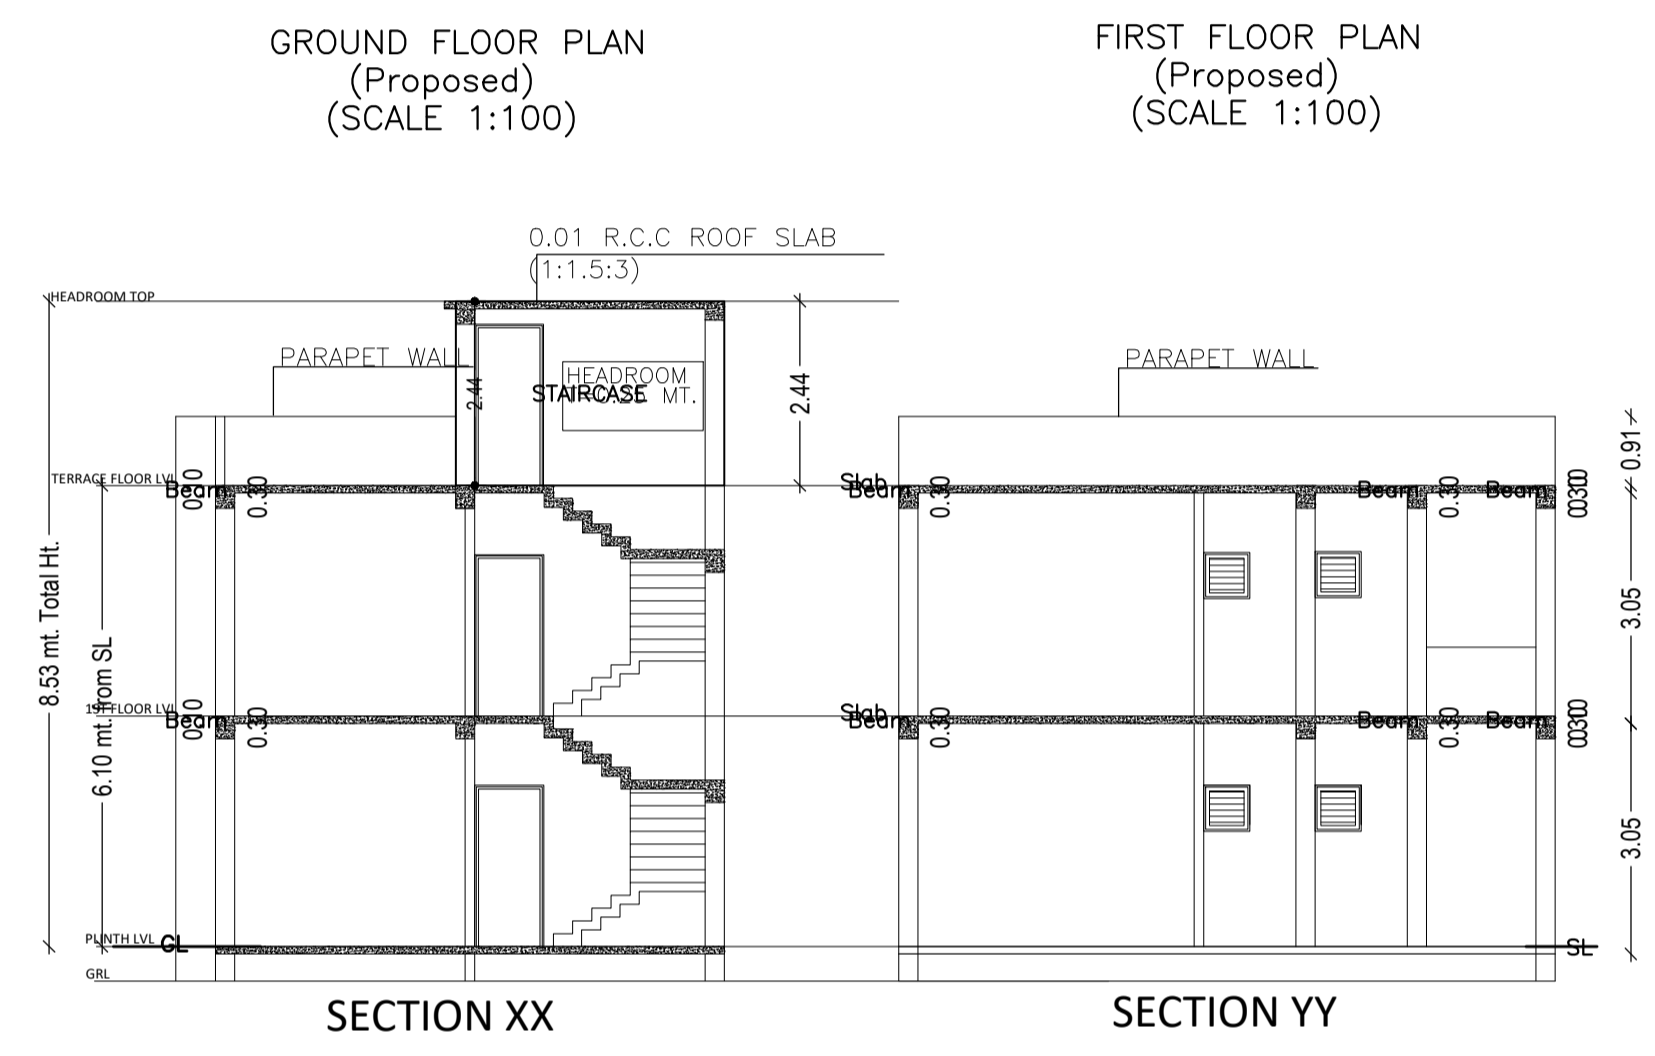 GROUND FLOOR PLAN
(Proposed)
(SCALE 1:100)
FIRST FLOOR PLAN
(Proposed)
(SCALE 1:100)
0.01 R.C.C ROOF SLAB
(1:1.5:3)
HEADROOM TOP
PARAPET WALL
2.44
HEADROOM
STAIRCASE
MT.
2.44
TERRACE FLOOR LVL
Beam
0.30
8.53 mt. Total Ht.
6.10 mt. from SL
1ST FLOOR LVL
Beam
0.30
PLINTH LVL
GL
GRL
SECTION XX
PARAPET WALL
0.91
Slab
Beam
0.30
Beam
0.30
Beam
3.05
Slab
Beam
0.30
Beam
0.30
Beam
3.05
SL
SECTION YY